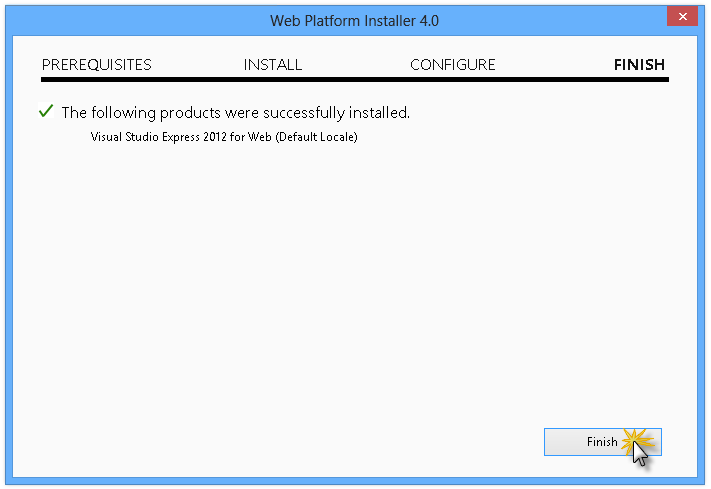 Web Platform Installer 4.0
PREREQUISITES INSTALL CONFIGURE FINISH
The following products were successfully installed.
Visual Studio Express 2012 for Web (Default Locale)
Finish